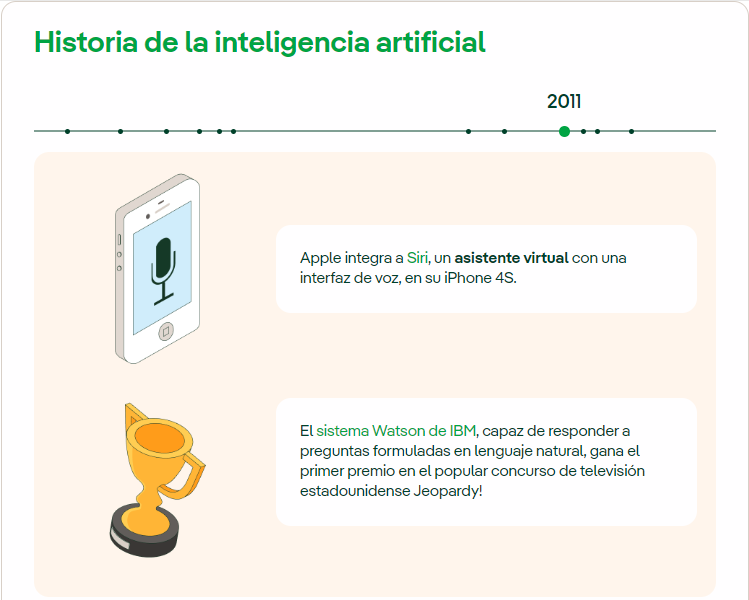 Historia de la inteligencia artificial
2011
Apple integra a Siri, un asistente virtual con una
interfaz de voz, en su iPhone 4S.
El sistema Watson de IBM, capaz de responder a
preguntas formuladas en lenguaje natural, gana el
primer premio en el popular concurso de televisión
estadounidense Jeopardy!